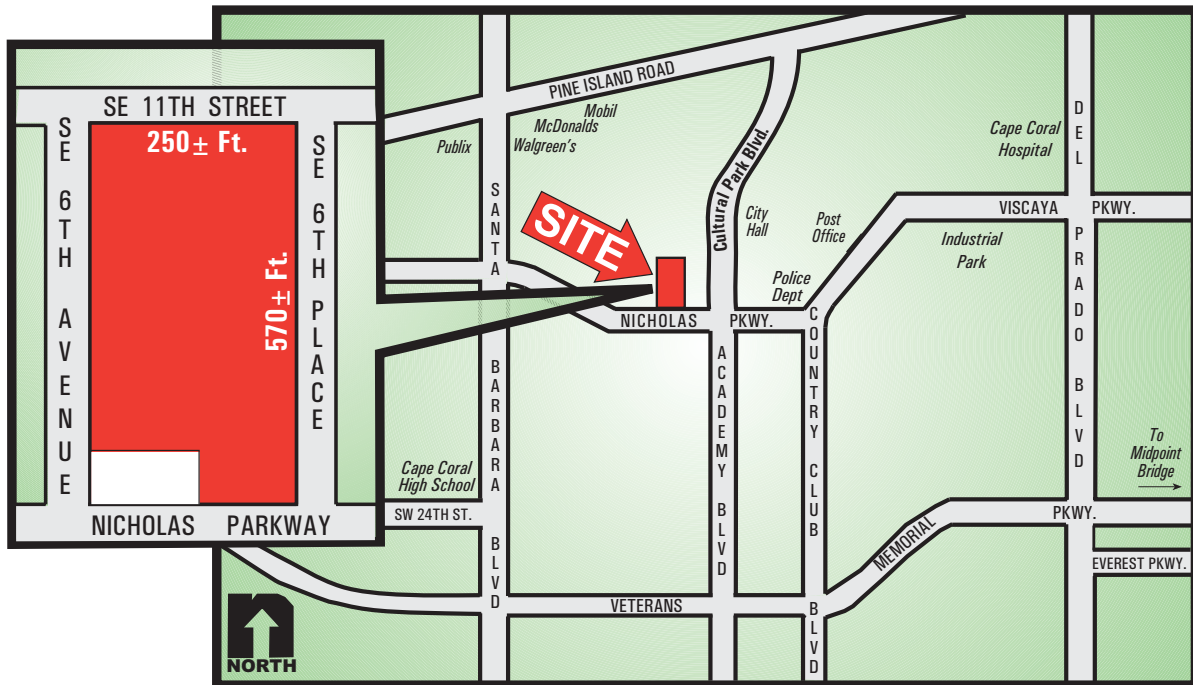 SE 11TH STREET
250± Ft.
570± Ft.
SE 6TH AVENUE
SE 6TH PLACE
NICHOLAS PARKWAY
PINE ISLAND ROAD
Mobil
McDonalds
Walgreen's
Publix
SANTA BARBARA BLVD
SITE
Cultural Park Blvd.
City
Hall
Post
Office
Police
Dept
Cape Coral
Hospital
DEL PRADO BLVD
VISCAYA PKWY.
Industrial
Park
NICHOLAS PKWY.
ACADEMY BLVD
COUNTRY CLUB BLVD
To
Midpoint
Bridge
Cape Coral
High School
SW 24TH ST.
VETERANS MEMORIAL PKWY.
EVEREST PKWY.
n
NORTH